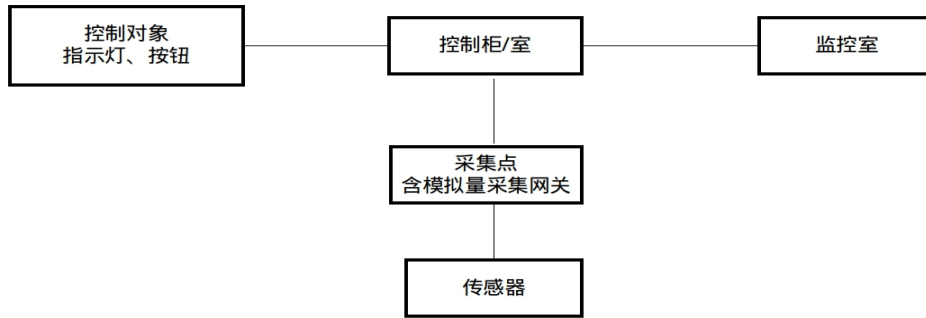 控制对象
指示灯、按钮
控制柜/室
监控室
采集点
含模拟量采集网关
传感器